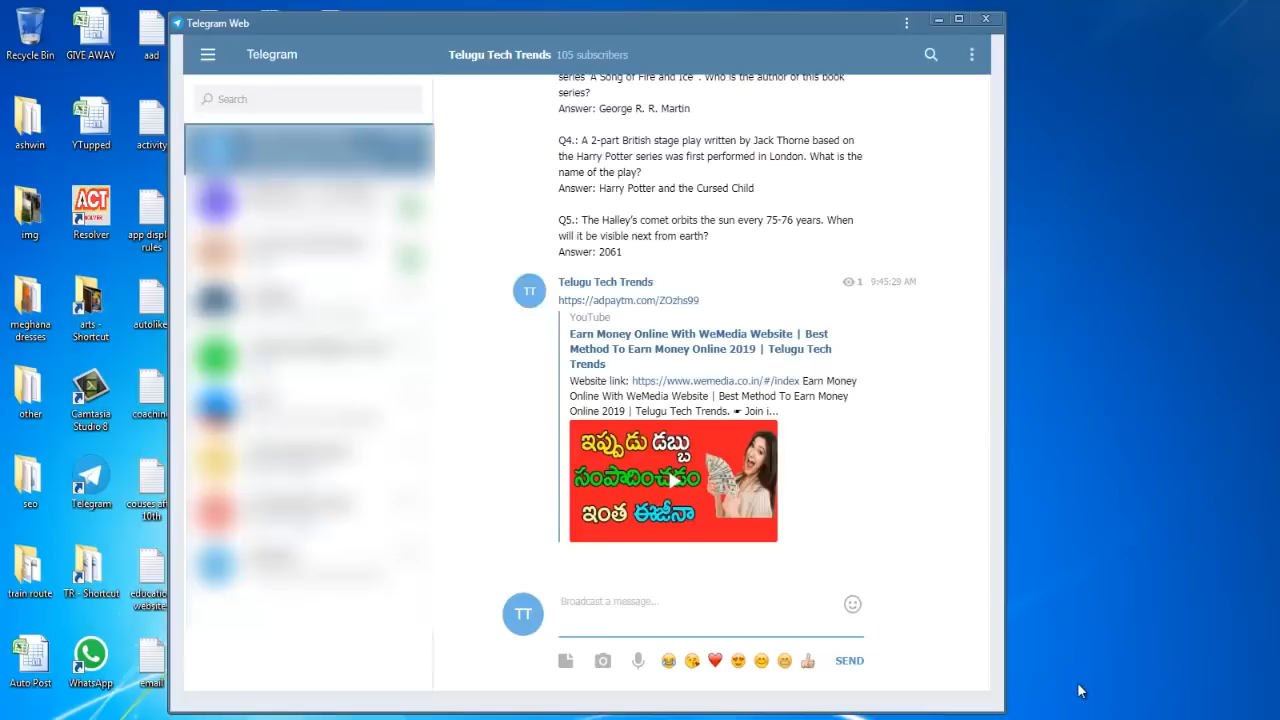 Telegram Web
Telegram
Telugu Tech Trends 105 subscribers
Search
series "A Song of Fire and Ice". Who is the author of this book
series?
Answer: George R. R. Martin
Q4.: A 2-part British stage play written by Jack Thorne based on
the Harry Potter series was first performed in London. What is the
name of the play?
Answer: Harry Potter and the Cursed Child
Q5.: The Halley's comet orbits the sun every 75-76 years. When
will it be visible next from earth?
Answer: 2061
TT
Telugu Tech Trends
1 9:45:29 AM
https://adpaytm.com/ZOzhs99
YouTube
Earn Money Online With WeMedia Website | Best
Method To Earn Money Online 2019 | Telugu Tech
Trends
Website link: https://www.wemedia.co.in/#/index Earn Money
Online With WeMedia Website | Best Method To Earn Money
Online 2019 | Telugu Tech Trends. ☛ Join i...
ఇప్పుడు డబ్బు
సంపాదించడం
ఇంత ఈజీనా
TT
Broadcast a message...
SEND
Recycle Bin
GIVE AWAY
aad
ashwin
YTupped
activity
img
ACT
Resolver
app displ
rules
meghana
dresses
arts -
Shortcut
autolike
other
Camtasia
Studio 8
coaching
seo
Telegram
couses af
10th
train route
TR - Shortcut
educatio
website
Auto Post
WhatsApp
email